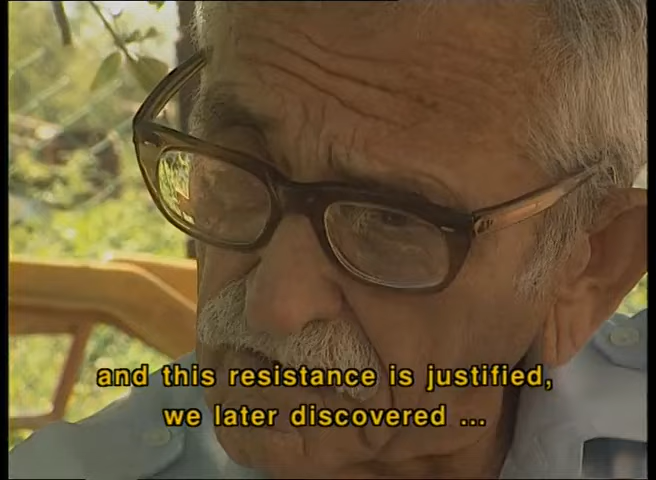 and this resistance is justified,
we later discovered ...